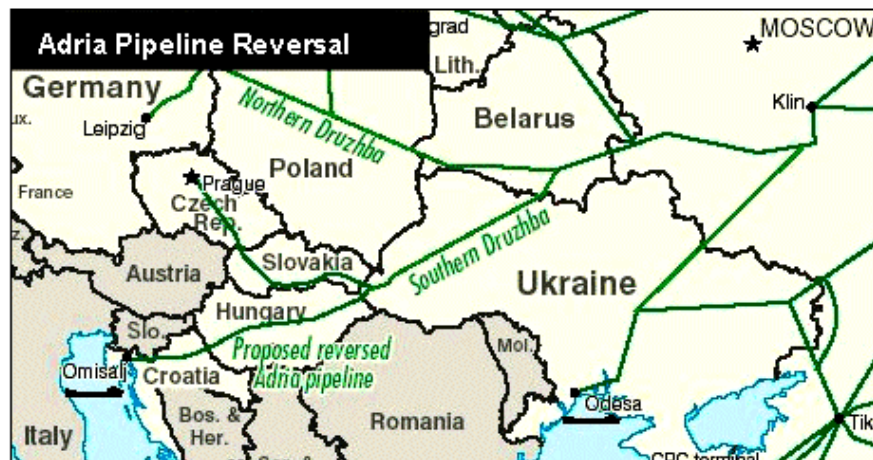 Adria Pipeline Reversal
grad
MOSCOW
Lith.
Germany
Klin
Northern Druzhba
Belarus
ux.
Leipzig
Poland
France
Prague
Czech
Rep.
z.
Southern Druzhba
Slovakia
Austria
Ukraine
Hungary
Slo.
Proposed reversed
Adria pipeline
Mol.
Omisalj
Croatia
Odesa
Bos. &
Her.
Romania
Italy
Tik
CPC terminal